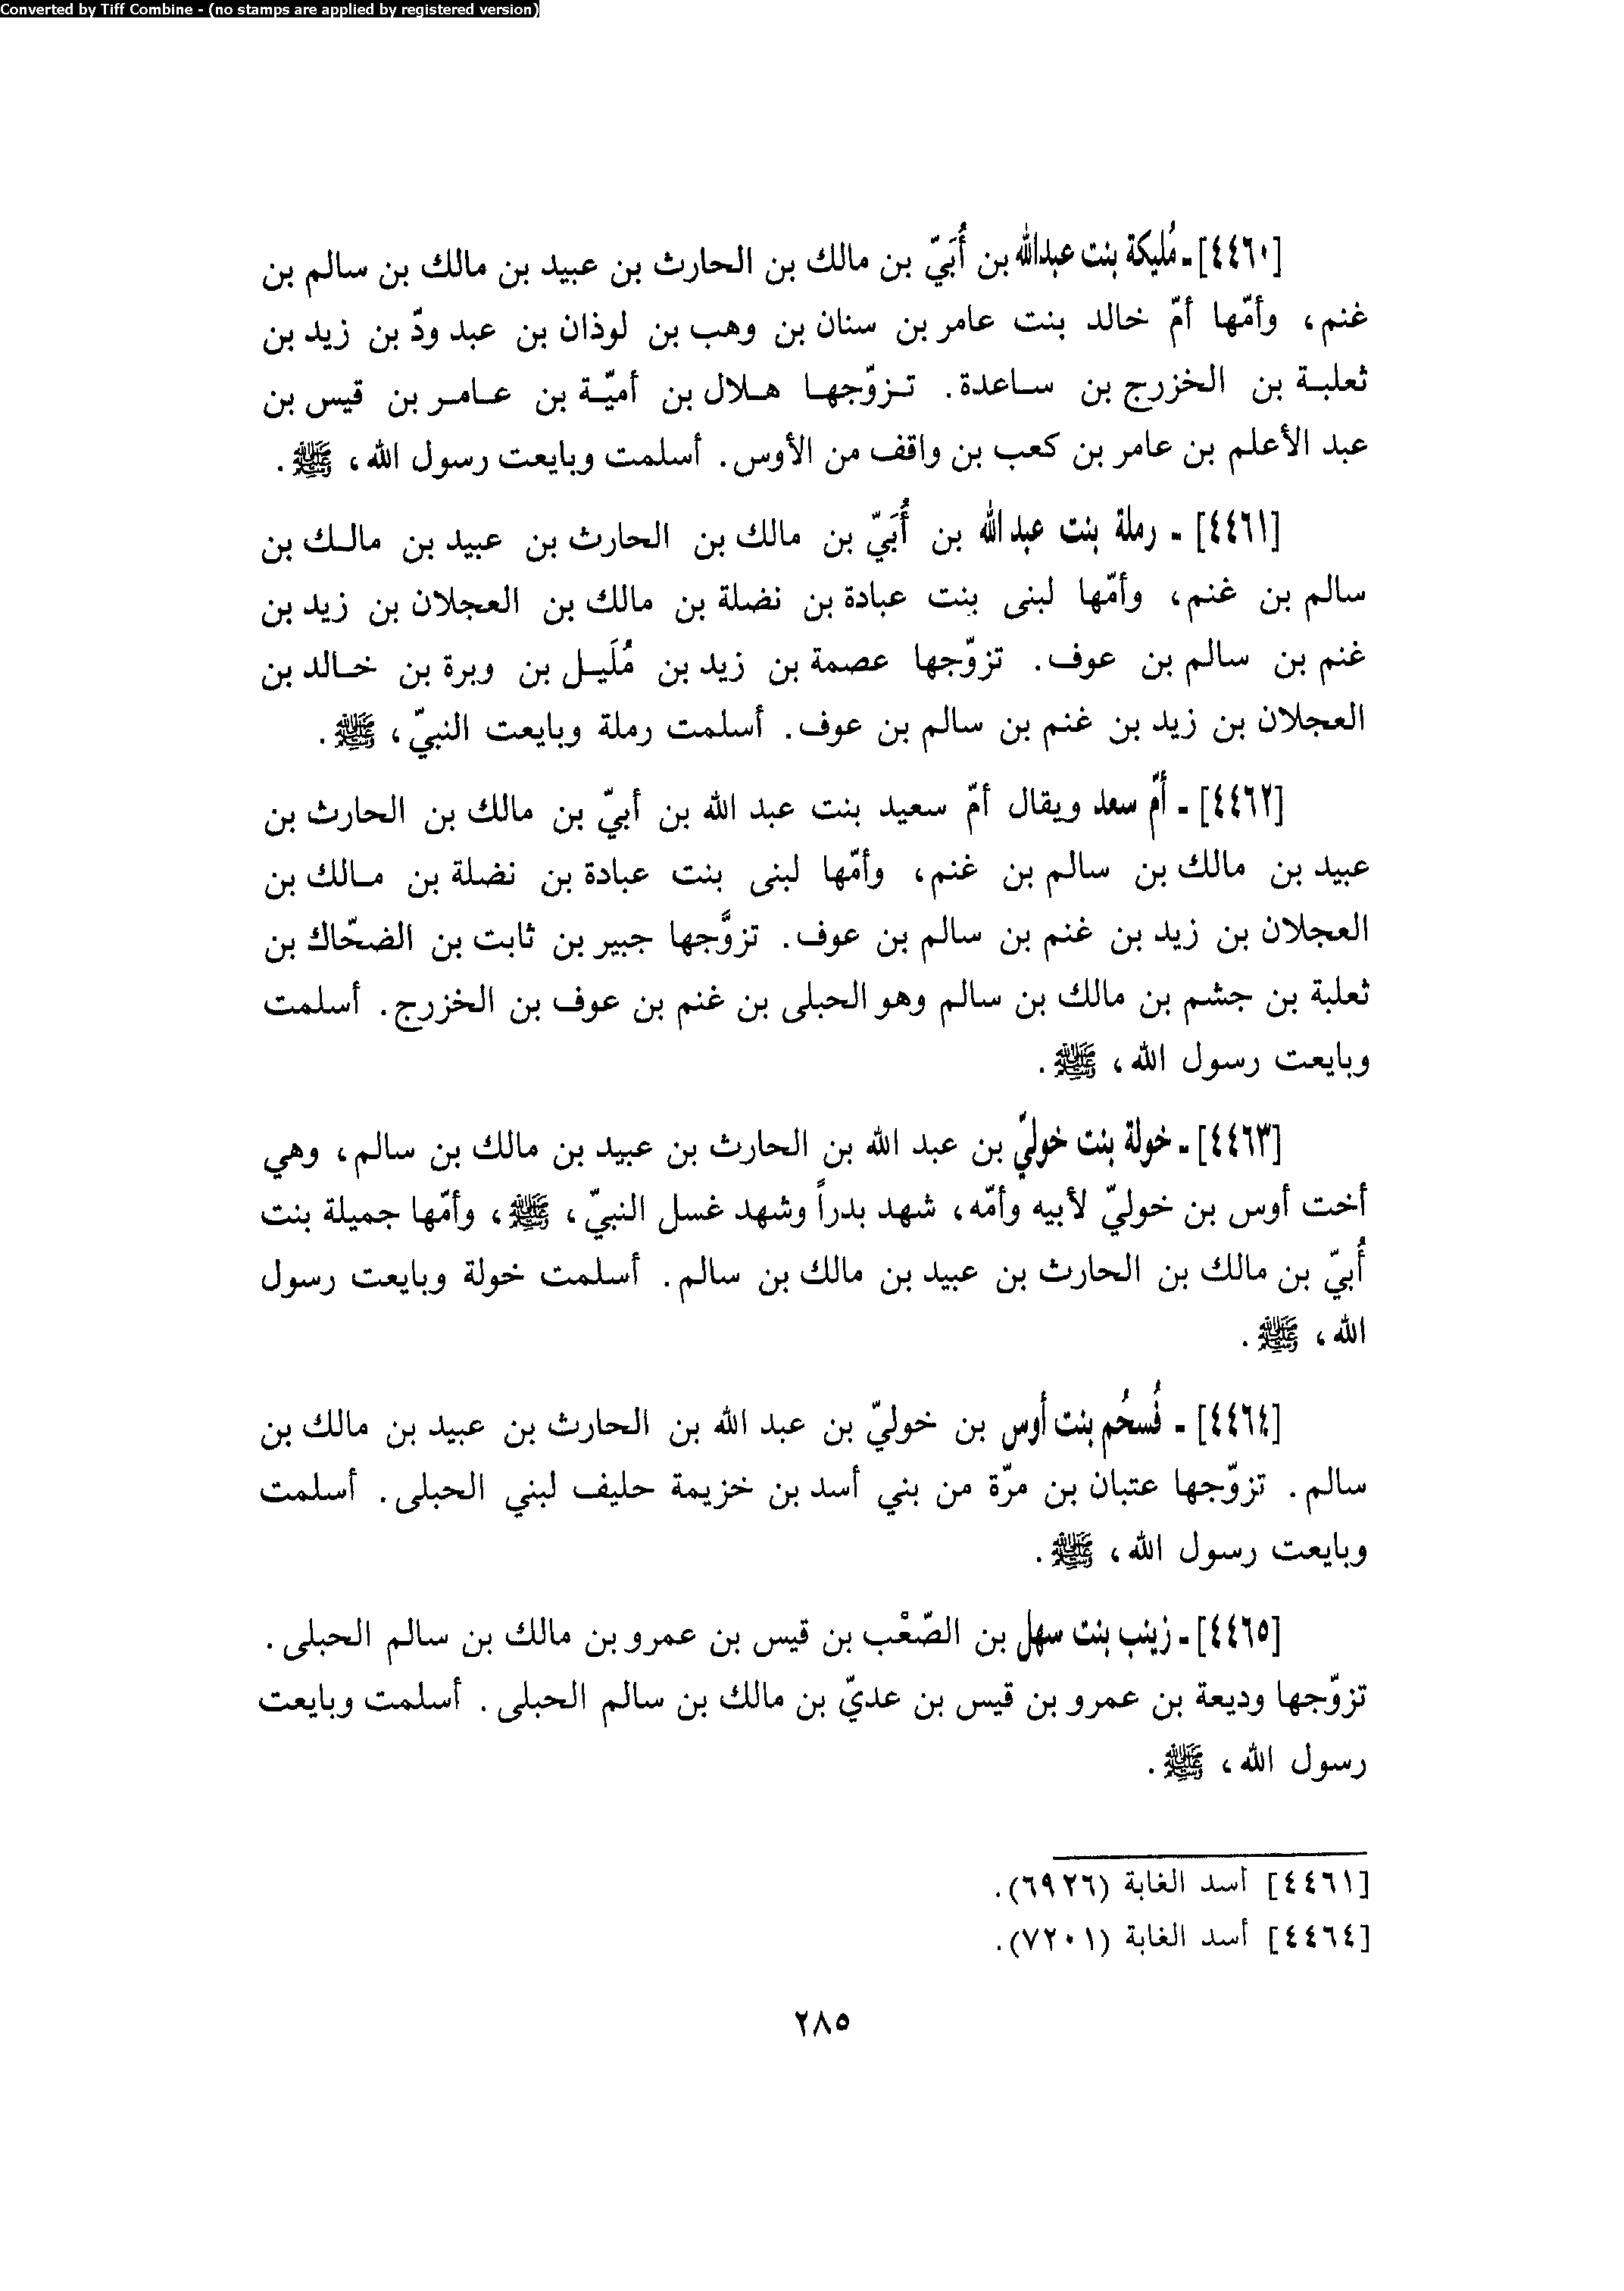 Converted by Tiff Combine - (no stamps are applied by registered version)
[٤٤٦٠] ـ مُليكة بنت عبدالله بن أُبَيّ بن مالك بن الحارث بن عبيد بن مالك بن سالم بن
غنم، وأمّها أمّ خالد بنت عامر بن سنان بن وهب بن لوذان بن عبد ودّ بن زيد بن
ثعلبة بن الخزرج بن ساعدة. تزوّجها هلال بن أميّة بن عامر بن قيس بن
عبد الأعلم بن عامر بن كعب بن واقف من الأوس. أسلمت وبايعت رسول الله، ﷺ.
[٤٤٦١] ـ رملة بنت عبد الله بن أُبَيّ بن مالك بن الحارث بن عبيد بن مالك بن
سالم بن غنم، وأمّها لبنى بنت عبادة بن نضلة بن مالك بن العجلان بن زيد بن
غنم بن سالم بن عوف. تزوّجها عصمة بن زيد بن مُلَيل بن وبرة بن خالد بن
العجلان بن زيد بن غنم بن سالم بن عوف. أسلمت رملة وبايعت النبيّ، ﷺ.
[٤٤٦٢] ـ أمّ سعد ويقال أمّ سعيد بنت عبد الله بن أبيّ بن مالك بن الحارث بن
عبيد بن مالك بن سالم بن غنم، وأمّها لبنى بنت عبادة بن نضلة بن مالك بن
العجلان بن زيد بن غنم بن سالم بن عوف. تزوَّجها جبير بن ثابت بن الضحّاك بن
ثعلبة بن جشم بن مالك بن سالم وهو الحبلى بن غنم بن عوف بن الخزرج. أسلمت
وبايعت رسول الله، ﷺ.
[٤٤٦٣] ـ خولة بنت خوليّ بن عبد الله بن الحارث بن عبيد بن مالك بن سالم، وهي
أخت أوس بن خوليّ لأبيه وأمّه، شهد بدراً وشهد غسل النبيّ، ﷺ، وأمّها جميلة بنت
أُبيّ بن مالك بن الحارث بن عبيد بن مالك بن سالم. أسلمت خولة وبايعت رسول
الله، ﷺ.
[٤٤٦٤] ـ فُسحُم بنت أوس بن خوليّ بن عبد الله بن الحارث بن عبيد بن مالك بن
سالم. تزوّجها عتبان بن مرّة من بني أسد بن خزيمة حليف لبني الحبلى. أسلمت
وبايعت رسول الله، ﷺ.
[٤٤٦٥] ـ زينب بنت سهل بن الصّعْب بن قيس بن عمرو بن مالك بن سالم الحبلى.
تزوّجها وديعة بن عمرو بن قيس بن عديّ بن مالك بن سالم الحبلى. أسلمت وبايعت
رسول الله، ﷺ.
[٤٤٦١] أسد الغابة (٦٩٢٦).
[٤٤٦٤] أسد الغابة (٧٢٠١).
٢٨٥